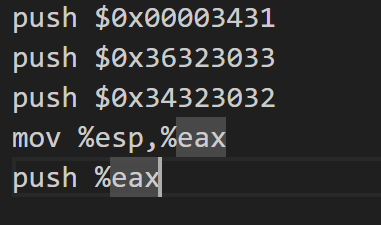 push $0x00003431
push $0x36323033
push $0x34323032
mov %esp,%eax
push %eax